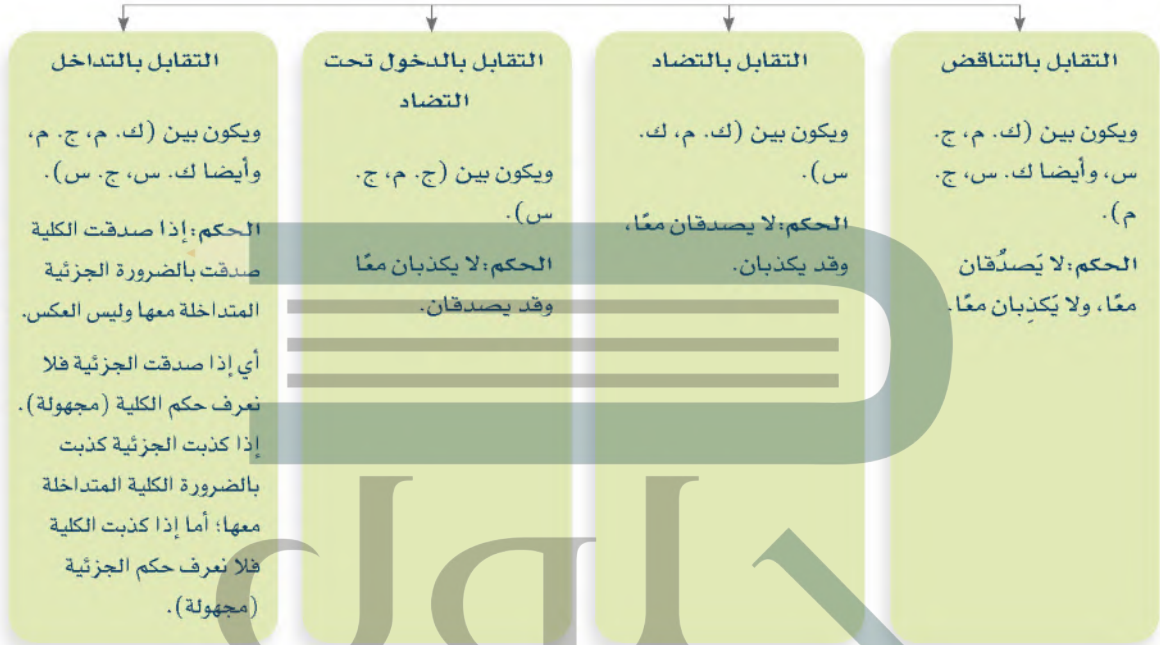 التقابل بالتناقض
ويكون بين (ك. م، ج.
س، وأيضا ك. س، ج.
م).
الحكم: لا يَصدُقان
معًا، ولا يَكذِبان معًا.
التقابل بالتضاد
ويكون بين (ك. م، ك.
س).
الحكم: لا يصدقان معًا،
وقد يكذبان.
التقابل بالدخول تحت
التضاد
ويكون بين (ج. م، ج.
س).
الحكم: لا يكذبان معًا
وقد يصدقان.
التقابل بالتداخل
ويكون بين (ك. م، ج. م،
وأيضا ك. س، ج. س).
الحكم: إذا صدقت الكلية
صدقت بالضرورة الجزئية
المتداخلة معها وليس العكس.
أي إذا صدقت الجزئية فلا
نعرف حكم الكلية (مجهولة).
إذا كذبت الجزئية كذبت
بالضرورة الكلية المتداخلة
معها؛ أما إذا كذبت الكلية
فلا نعرف حكم الجزئية
(مجهولة).